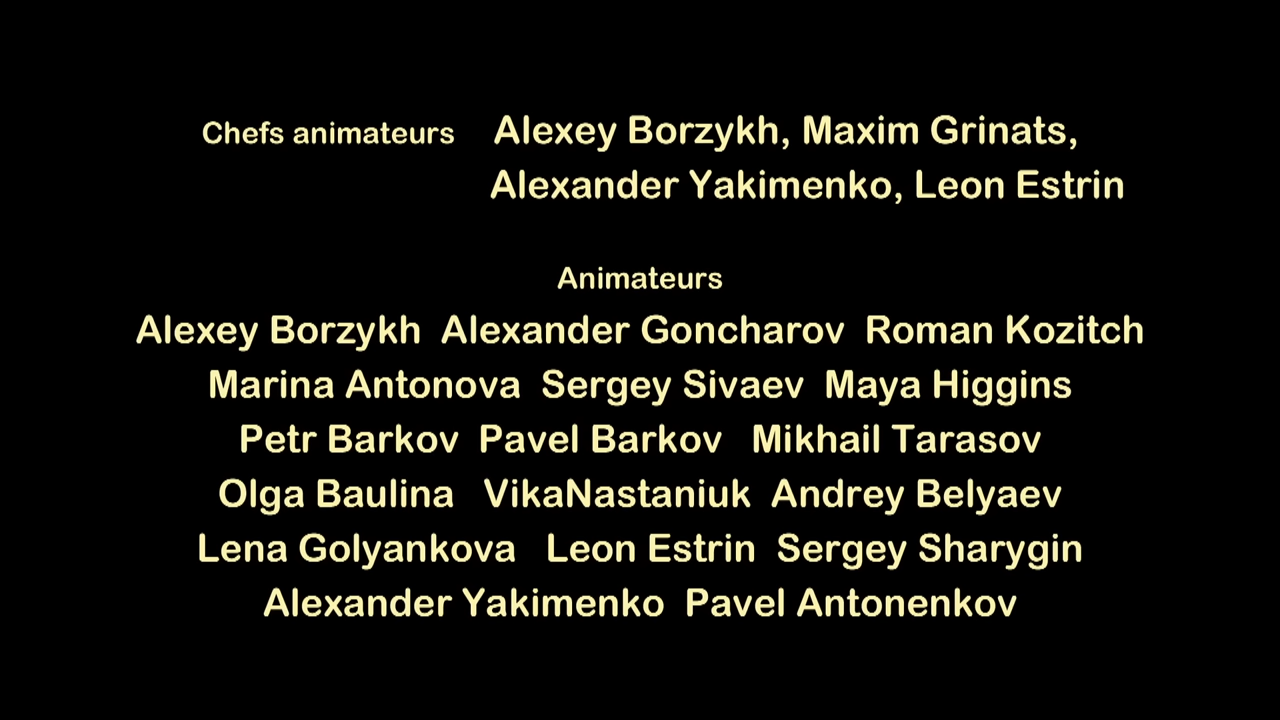 Chefs animateurs Alexey Borzykh, Maxim Grinats,
Alexander Yakimenko, Leon Estrin
Animateurs
Alexey Borzykh Alexander Goncharov Roman Kozitch
Marina Antonova Sergey Sivaev Maya Higgins
Petr Barkov Pavel Barkov Mikhail Tarasov
Olga Baulina VikaNastaniuk Andrey Belyaev
Lena Golyankova Leon Estrin Sergey Sharygin
Alexander Yakimenko Pavel Antonenkov